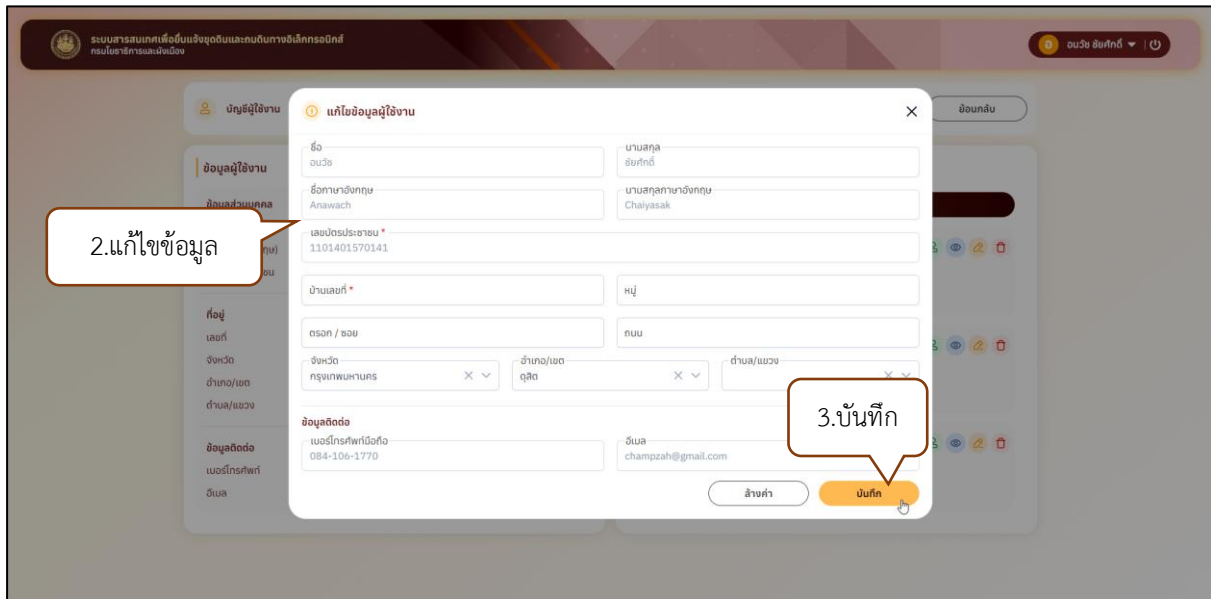 ระบบสารสนเทศเพื่อยื่นแจ้งขุดดินและถมดินทางอิเล็กทรอนิกส์
กรมโยธาธิการและผังเมือง
อ อนวัช ชัยศักดิ์
บัญชีผู้ใช้งาน
ย้อนกลับ
แก้ไขข้อมูลผู้ใช้งาน
ข้อมูลผู้ใช้งาน
ข้อมูลส่วนบุคคล
ชื่อ
อนวัช
นามสกุล
ชัยศักดิ์
ชื่อภาษาอังกฤษ
Anawach
นามสกุลภาษาอังกฤษ
Chaiyasak
2.แก้ไขข้อมูล
เลขบัตรประชาชน *
1101401570141
บ้านเลขที่ *
หมู่
ตรอก / ซอย
ถนน
จังหวัด
กรุงเทพมหานคร
อำเภอ/เขต
ดุสิต
ตำบล/แขวง
ที่อยู่
เลขที่
จังหวัด
อำเภอ/เขต
ตำบล/แขวง
3.บันทึก
ข้อมูลติดต่อ
เบอร์โทรศัพท์มือถือ
084-106-1770
อีเมล
champzah@gmail.com
ข้อมูลติดต่อ
เบอร์โทรศัพท์
อีเมล
ล้างค่า
บันทึก